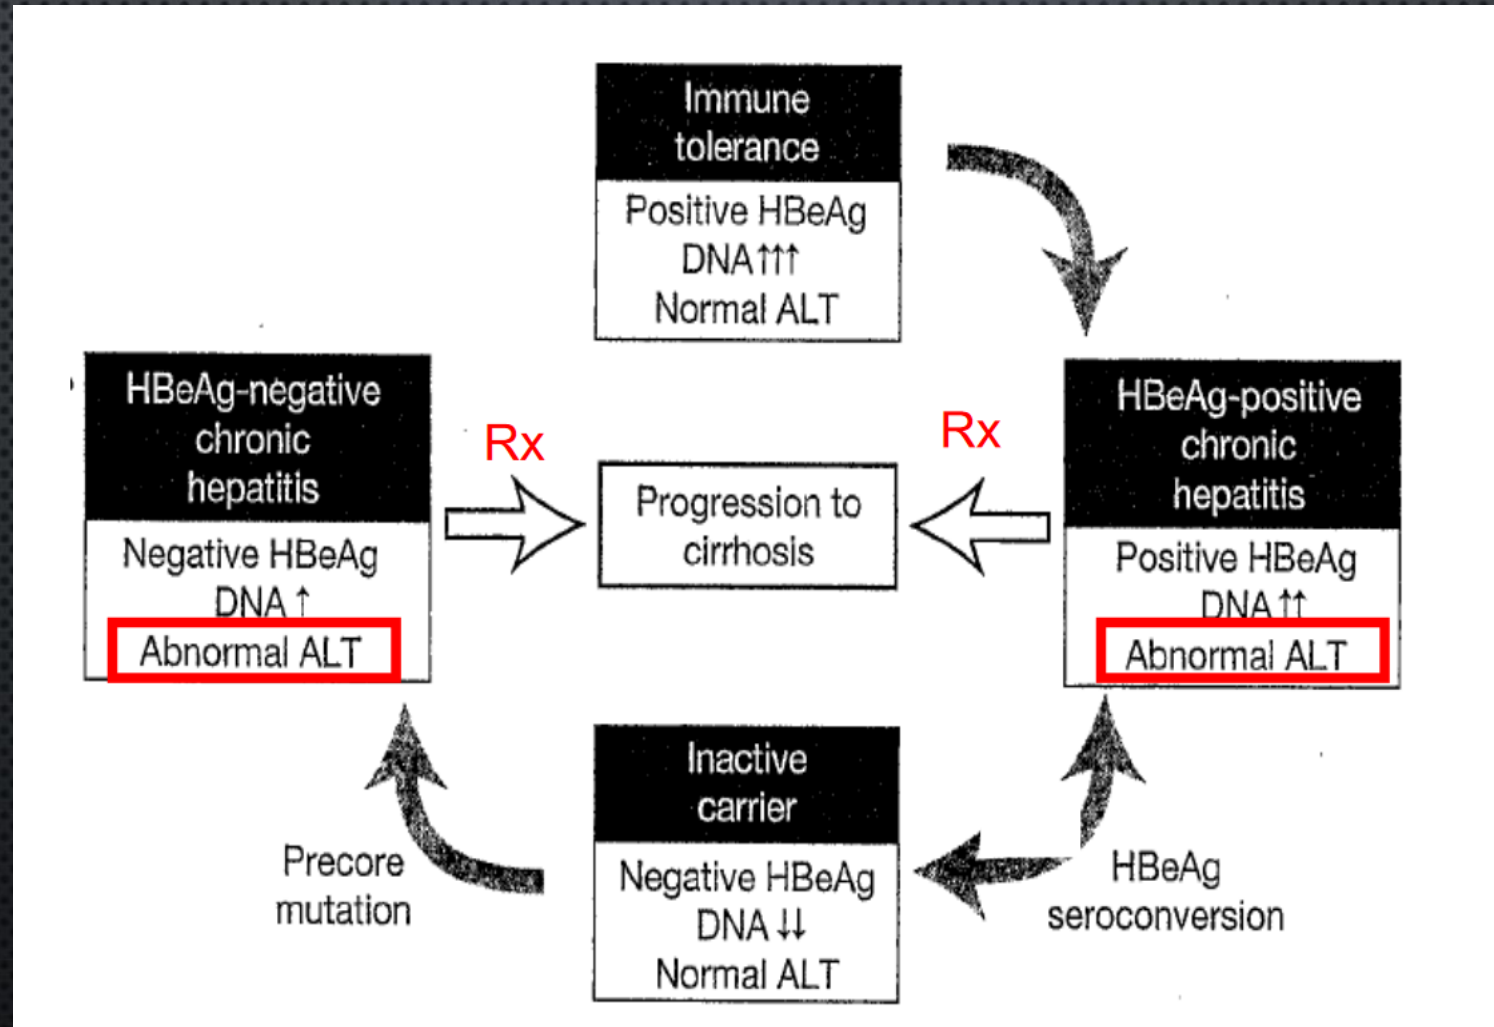 Immune
tolerance
Positive HBeAg
DNA↑↑↑
Normal ALT
HBeAg-negative
chronic
hepatitis
Negative HBeAg
DNA↑
Abnormal ALT
Rx
Progression to
cirrhosis
Rx
HBeAg-positive
chronic
hepatitis
Positive HBeAg
DNA↑↑
Abnormal ALT
Precore
mutation
Inactive
carrier
Negative HBeAg
DNA↓↓
Normal ALT
HBeAg
seroconversion